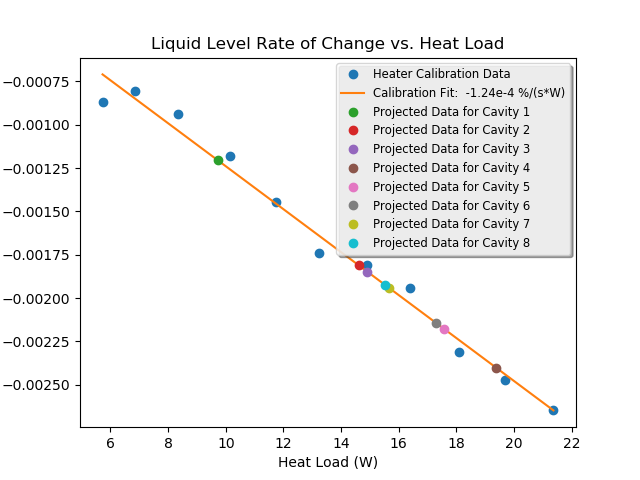 Liquid Level Rate of Change vs. Heat Load
Heater Calibration Data
Calibration Fit:  -1.24e-4 %/(s*W)
Projected Data for Cavity 1
Projected Data for Cavity 2
Projected Data for Cavity 3
Projected Data for Cavity 4
Projected Data for Cavity 5
Projected Data for Cavity 6
Projected Data for Cavity 7
Projected Data for Cavity 8
−0.00075
−0.00100
−0.00125
−0.00150
−0.00175
−0.00200
−0.00225
−0.00250
6 8 10 12 14 16 18 20 22
Heat Load (W)